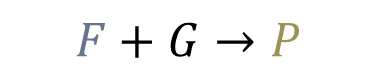 F + G → P